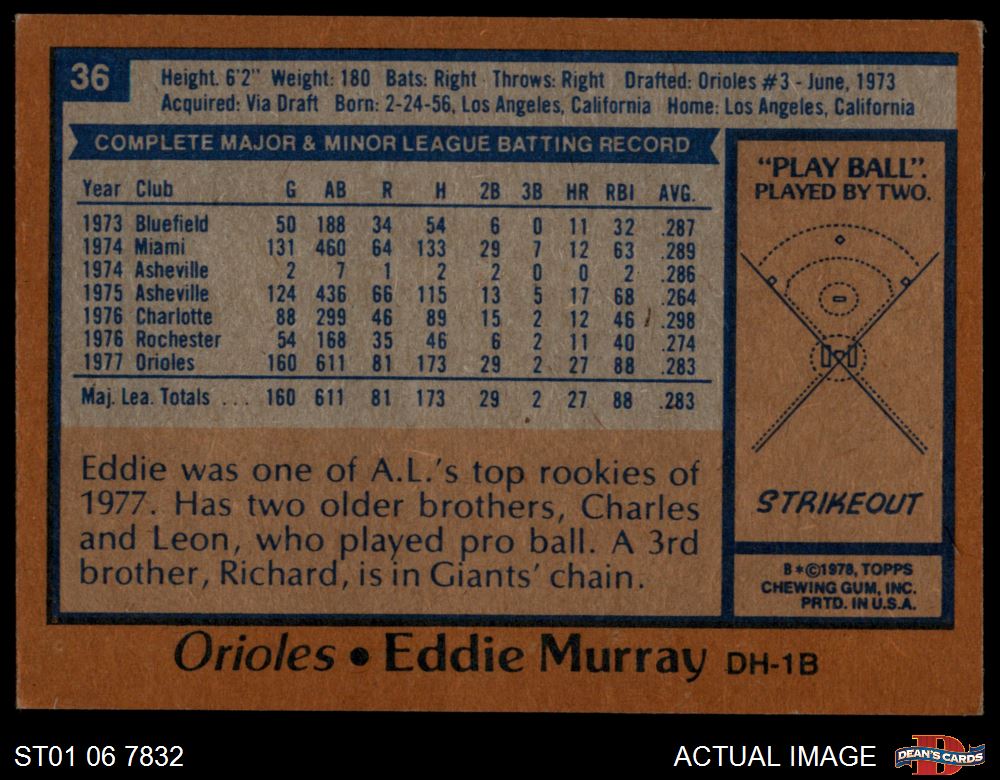 36
Height. 6'2" Weight: 180 Bats: Right Throws: Right Drafted: Orioles #3 - June, 1973
Acquired: Via Draft Born: 2-24-56, Los Angeles, California Home: Los Angeles, California
COMPLETE MAJOR & MINOR LEAGUE BATTING RECORD
Year Club G AB R H 2B 3B HR RBI AVG.
1973 Bluefield 50 188 34 54 6 0 11 32 .287
1974 Miami 131 460 64 133 29 7 12 63 .289
1974 Asheville 2 7 1 2 2 0 0 2 .286
1975 Asheville 124 436 66 115 13 5 17 68 .264
1976 Charlotte 88 299 46 89 15 2 12 46 .298
1976 Rochester 54 168 35 46 6 2 11 40 .274
1977 Orioles 160 611 81 173 29 2 27 88 .283
Maj. Lea. Totals ... 160 611 81 173 29 2 27 88 .283
Eddie was one of A.L.'s top rookies of
1977. Has two older brothers, Charles
and Leon, who played pro ball. A 3rd
brother, Richard, is in Giants' chain.
"PLAY BALL".
PLAYED BY TWO.
STRIKEOUT
B*©1978, TOPPS
CHEWING GUM, INC.
PRTD. IN U.S.A.
Orioles • Eddie Murray DH-1B
ST01 06 7832
ACTUAL IMAGE
DEAN'S CARDS